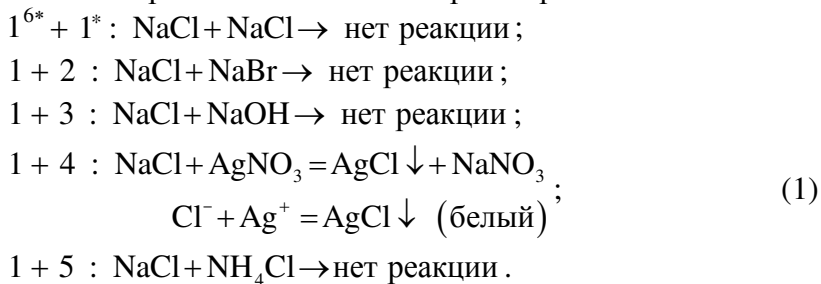 1^{6*} + 1^* : NaCl + NaCl → нет реакции ;
1 + 2 : NaCl + NaBr → нет реакции ;
1 + 3 : NaCl + NaOH → нет реакции ;
1 + 4 : NaCl + AgNO₃ = AgCl ↓ + NaNO₃
Cl⁻ + Ag⁺ = AgCl ↓ (белый) ; (1)
1 + 5 : NaCl + NH₄Cl → нет реакции .